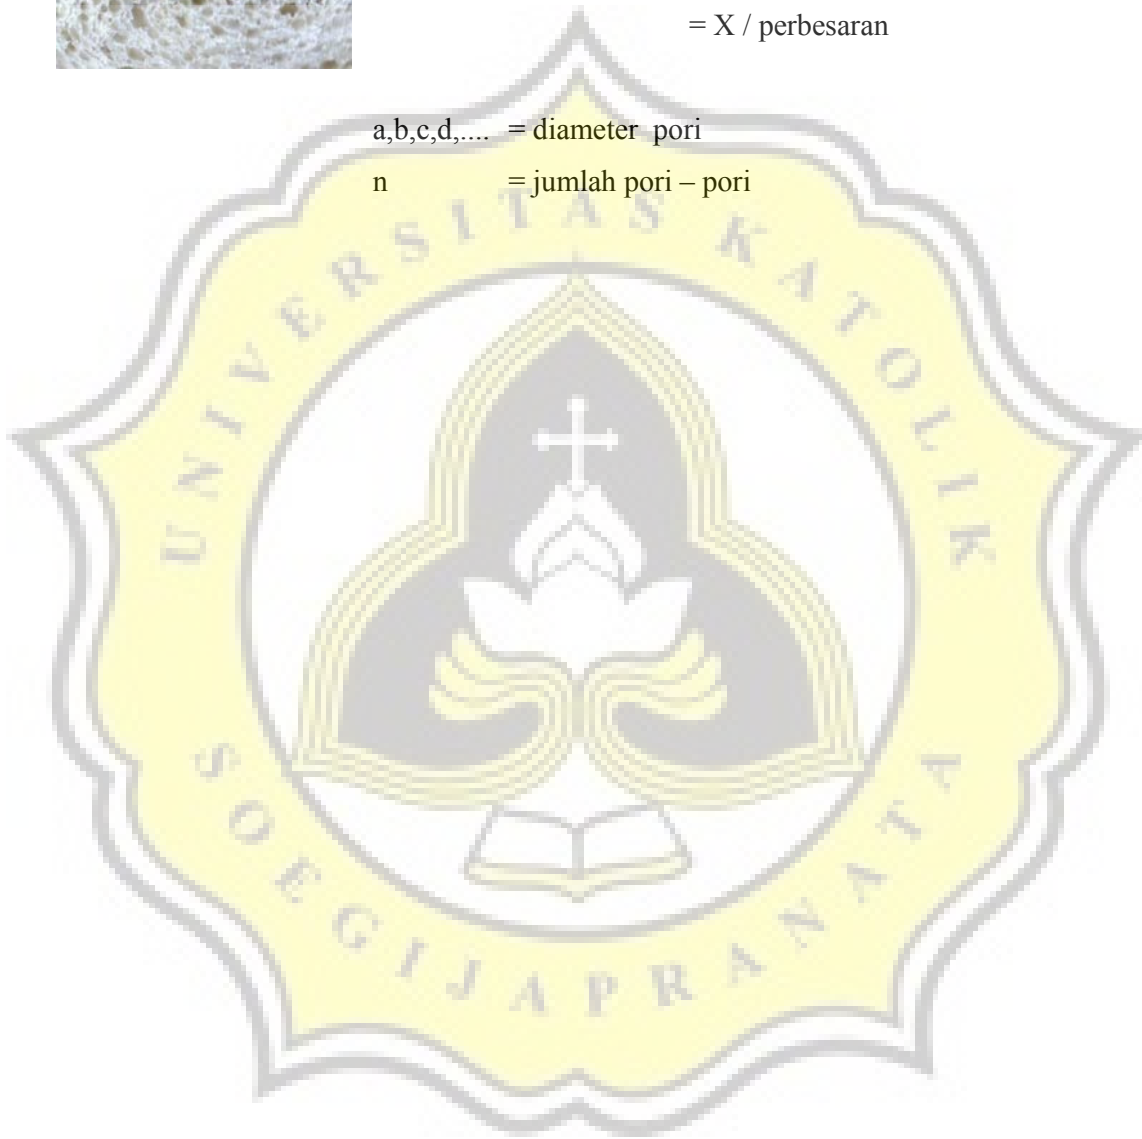 = X / perbesaran
a,b,c,d,.... = diameter pori
n = jumlah pori – pori
UNIVERSITAS KATOLIK
SOEGIJAPRANATA